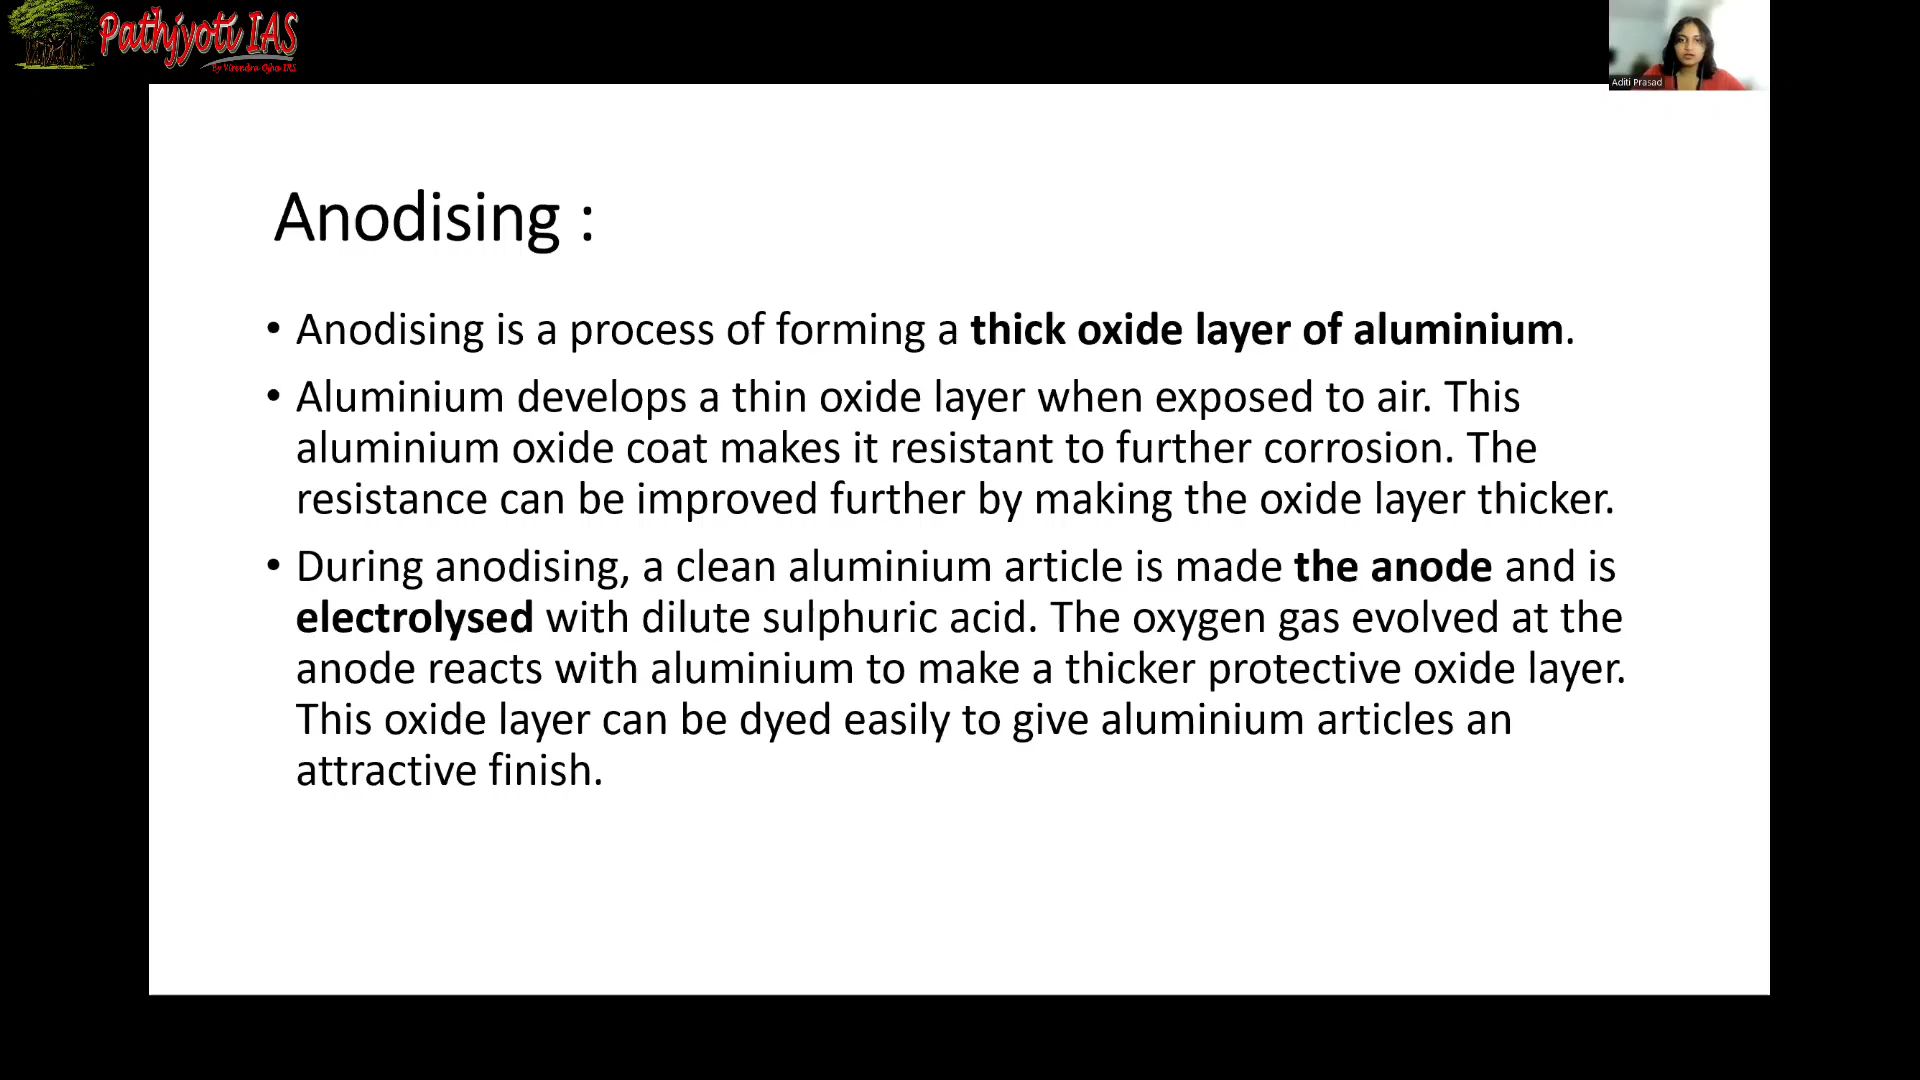 Pathjyoti IAS
By Virendra Ojha IRS
Aditi Prasad
Anodising :
• Anodising is a process of forming a thick oxide layer of aluminium.
• Aluminium develops a thin oxide layer when exposed to air. This
aluminium oxide coat makes it resistant to further corrosion. The
resistance can be improved further by making the oxide layer thicker.
• During anodising, a clean aluminium article is made the anode and is
electrolysed with dilute sulphuric acid. The oxygen gas evolved at the
anode reacts with aluminium to make a thicker protective oxide layer.
This oxide layer can be dyed easily to give aluminium articles an
attractive finish.